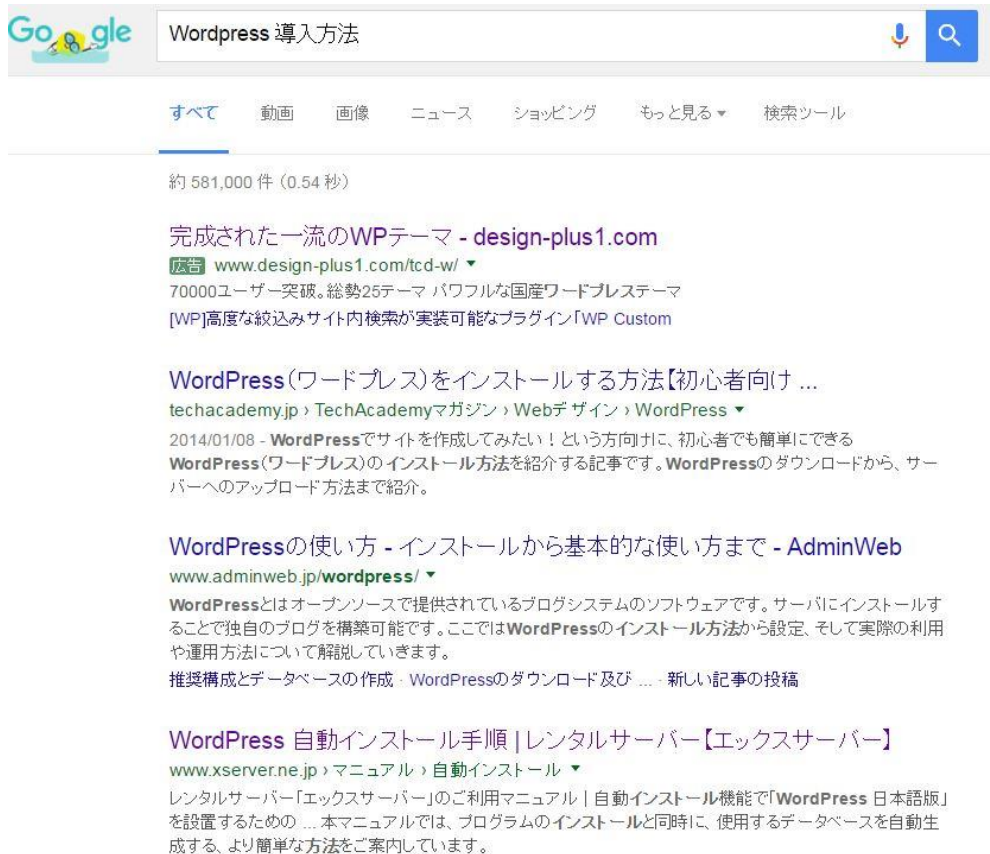 Google
Wordpress 導入方法
すべて 動画 画像 ニュース ショッピング もっと見る 検索ツール
約 581,000 件 (0.54 秒)
完成された一流のWPテーマ - design-plus1.com
広告 www.design-plus1.com/tcd-w/
70000ユーザー突破。総勢25テーマ パワフルな国産ワードプレステーマ
[WP]高度な絞込みサイト内検索が実装可能なプラグイン「WP Custom
WordPress(ワードプレス)をインストールする方法【初心者向け ...
techacademy.jp › TechAcademyマガジン › Webデザイン › WordPress
2014/01/08 - WordPressでサイトを作成してみたい！という方向けに、初心者でも簡単にできる
WordPress(ワードプレス)のインストール方法を紹介する記事です。WordPressのダウンロードから、サー
バーへのアップロード方法まで紹介。
WordPressの使い方 - インストールから基本的な使い方まで - AdminWeb
www.adminweb.jp/wordpress/
WordPressとはオープンソースで提供されているブログシステムのソフトウェアです。サーバにインストールす
ることで独自のブログを構築可能です。ここではWordPressのインストール方法から設定、そして実際の利用
や運用方法について解説していきます。
推奨構成とデータベースの作成 - WordPressのダウンロード及び ... - 新しい記事の投稿
WordPress 自動インストール手順 | レンタルサーバー【エックスサーバー】
www.xserver.ne.jp › マニュアル › 自動インストール
レンタルサーバー「エックスサーバー」のご利用マニュアル | 自動インストール機能で「WordPress 日本語版」
を設置するための ... 本マニュアルでは、プログラムのインストールと同時に、使用するデータベースを自動生
成する、より簡単な方法をご案内しています。